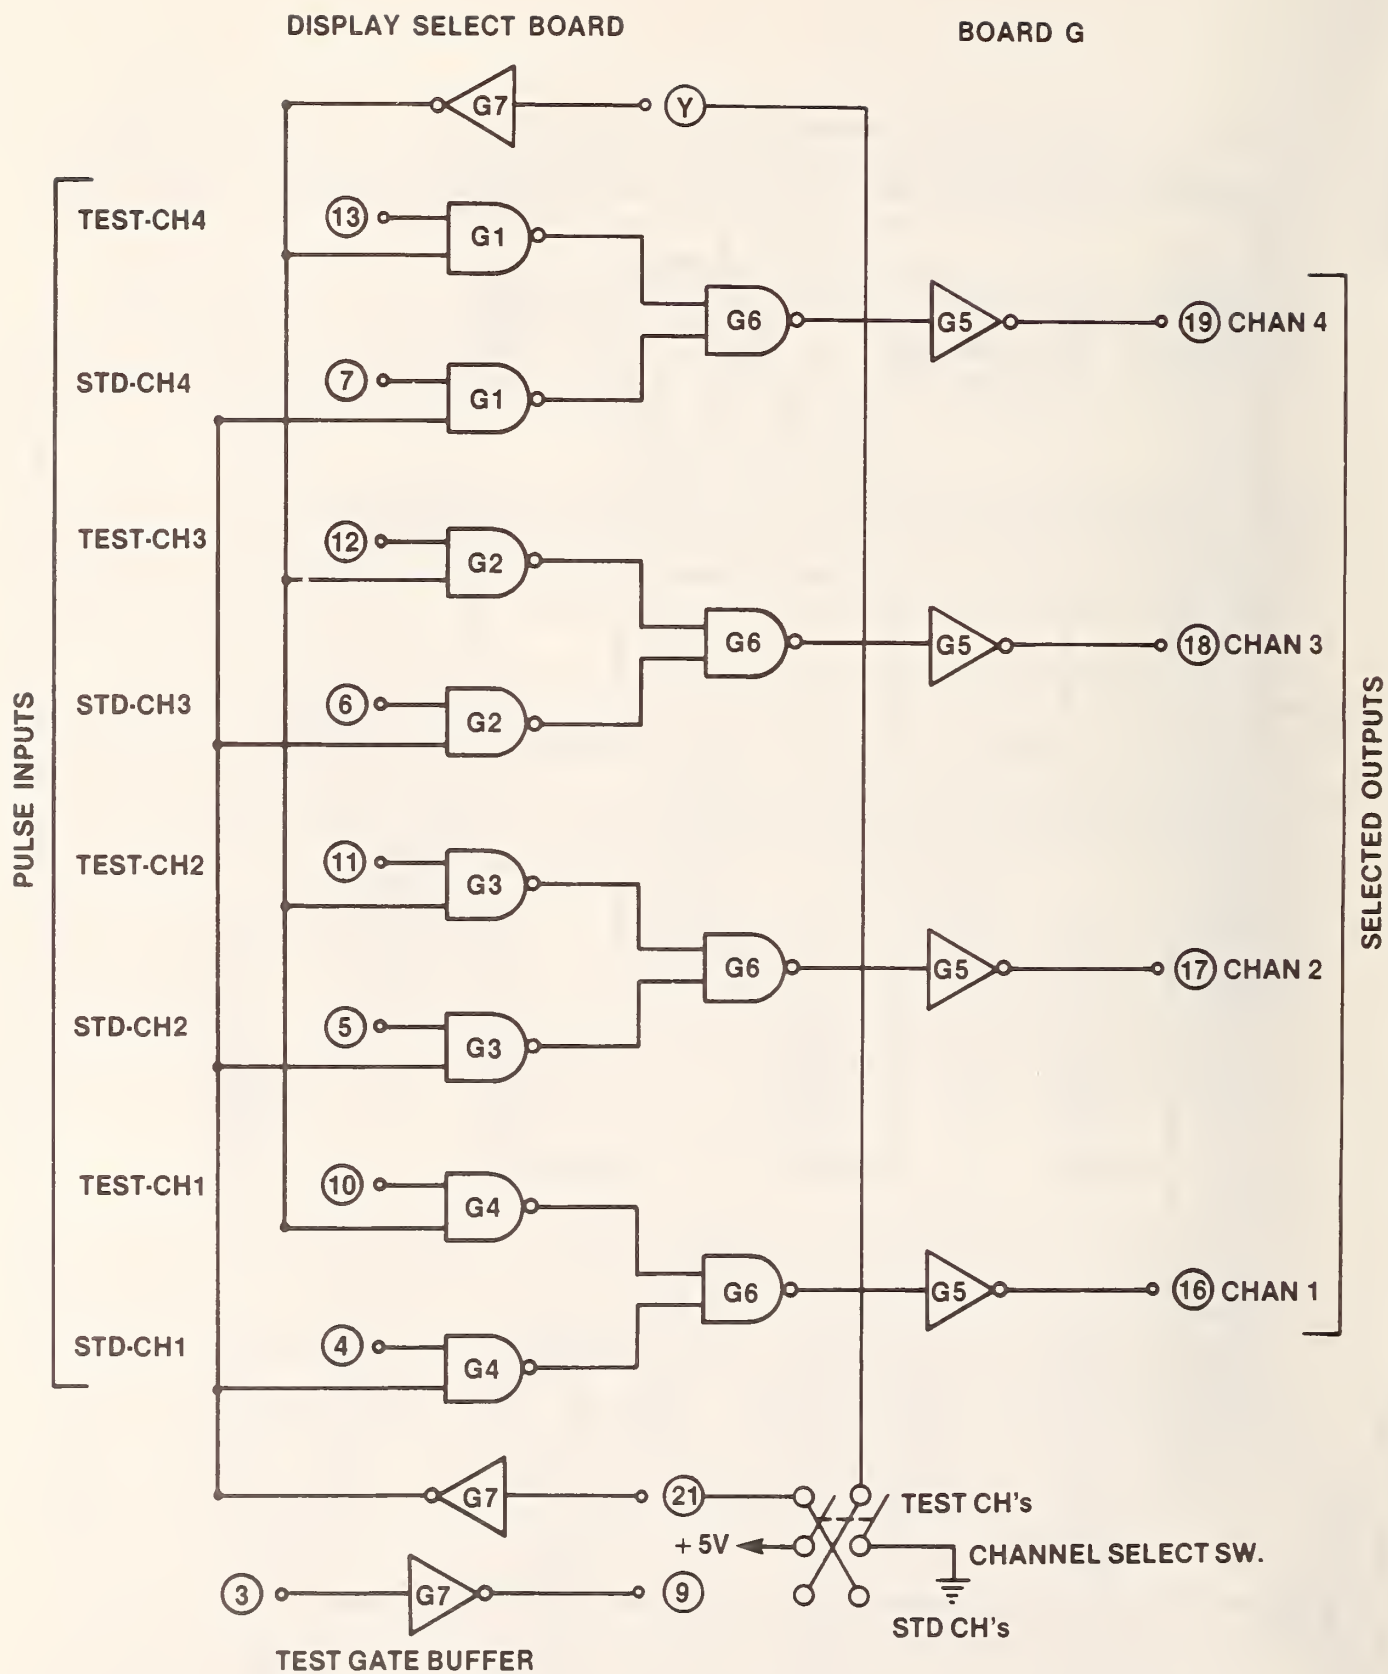 DISPLAY SELECT BOARD
BOARD G
G7
Y
TEST-CH4
13
G1
G6
G5
19 CHAN 4
STD-CH4
7
G1
TEST-CH3
12
G2
G6
G5
18 CHAN 3
STD-CH3
6
G2
PULSE INPUTS
SELECTED OUTPUTS
TEST-CH2
11
G3
G6
G5
17 CHAN 2
STD-CH2
5
G3
TEST-CH1
10
G4
G6
G5
16 CHAN 1
STD-CH1
4
G4
G7
21
TEST CH's
+ 5V
CHANNEL SELECT SW.
3
G7
9
STD CH's
TEST GATE BUFFER